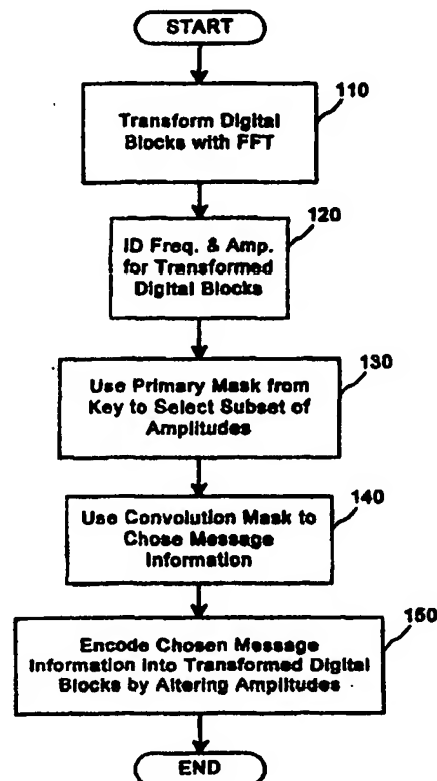 START
110
Transform Digital
Blocks with FFT
120
ID Freq. & Amp.
for Transformed
Digital Blocks
130
Use Primary Mask from
Key to Select Subset of
Amplitudes
140
Use Convolution Mask to
Chose Message
Information
150
Encode Chosen Message
Information into Transformed Digital
Blocks by Altering Amplitudes
END